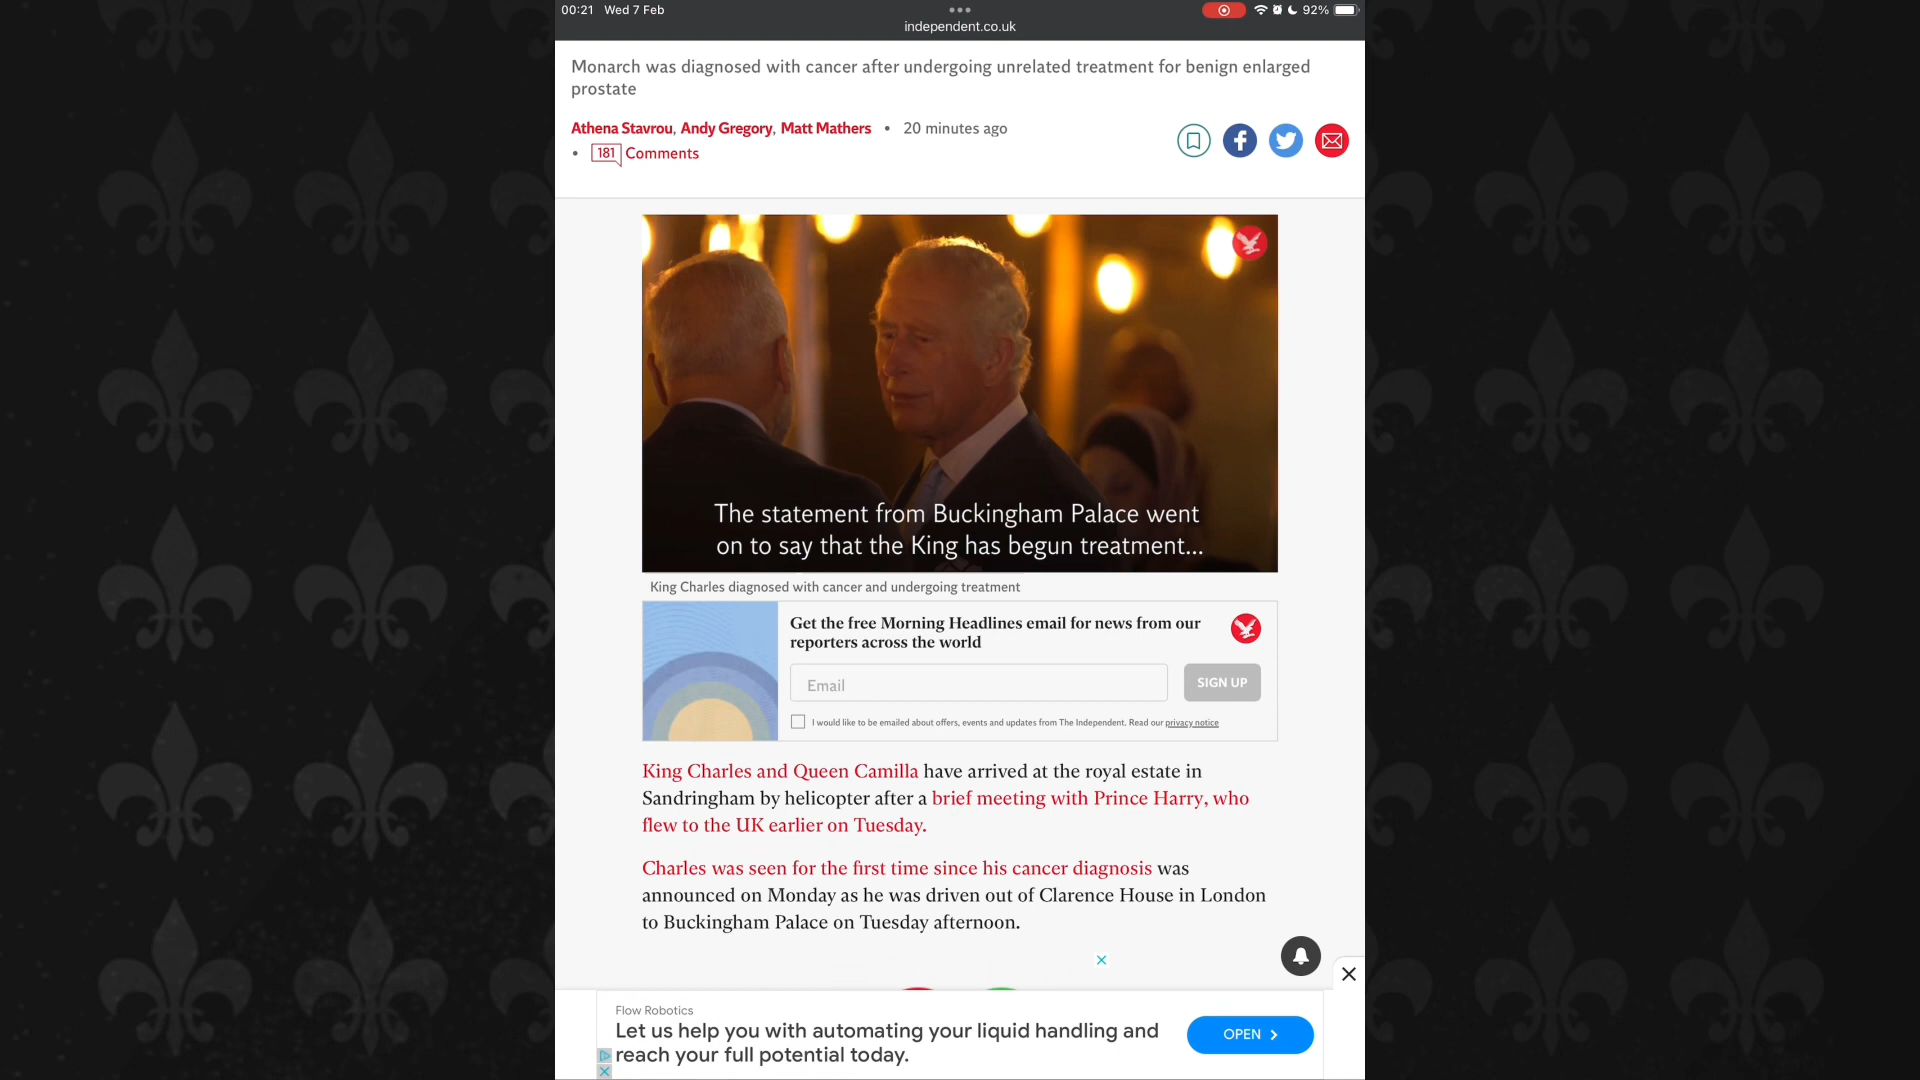 00:21 Wed 7 Feb
92%
independent.co.uk
Monarch was diagnosed with cancer after undergoing unrelated treatment for benign enlarged
prostate
Athena Stavrou, Andy Gregory, Matt Mathers • 20 minutes ago
• 181 Comments
The statement from Buckingham Palace went
on to say that the King has begun treatment...
King Charles diagnosed with cancer and undergoing treatment
Get the free Morning Headlines email for news from our
reporters across the world
Email
SIGN UP
I would like to be emailed about offers, events and updates from The Independent. Read our privacy notice
King Charles and Queen Camilla have arrived at the royal estate in
Sandringham by helicopter after a brief meeting with Prince Harry, who
flew to the UK earlier on Tuesday.
Charles was seen for the first time since his cancer diagnosis was
announced on Monday as he was driven out of Clarence House in London
to Buckingham Palace on Tuesday afternoon.
Flow Robotics
Let us help you with automating your liquid handling and
reach your full potential today.
OPEN